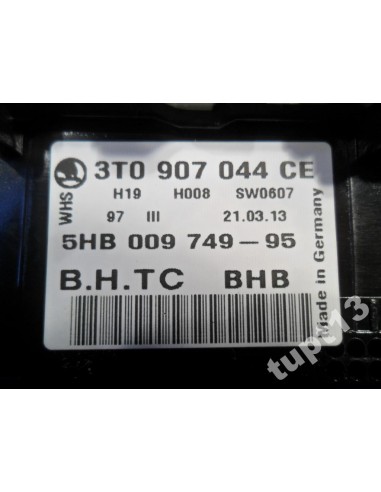 WHS
3T0 907 044 CE
H19 H008 SW0607
97 III 21.03.13
5HB 009 749-95
B.H.TC BHB
Made in Germany